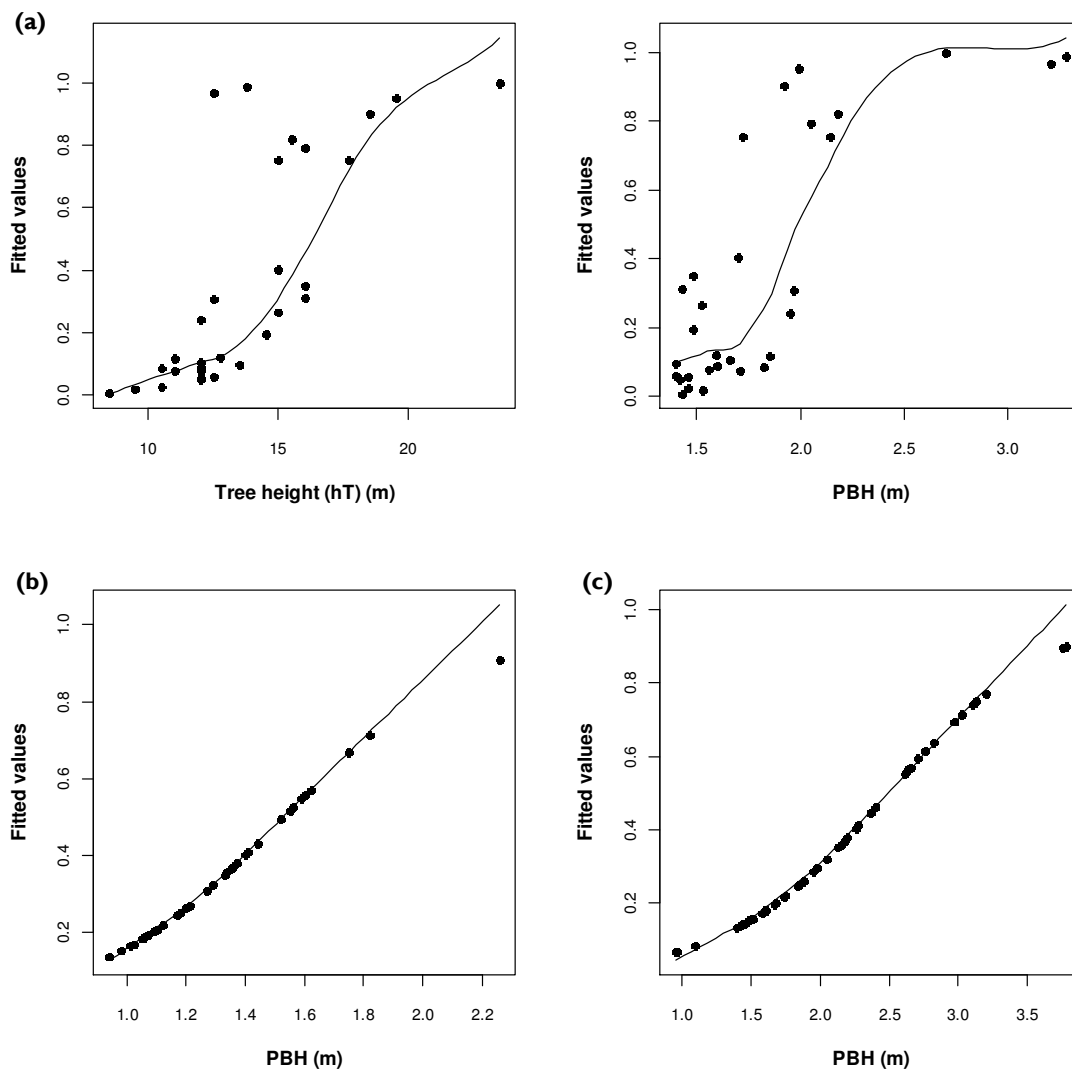 (a)
Fitted values
0.0 0.2 0.4 0.6 0.8 1.0
10 15 20
Tree height (hT) (m)
Fitted values
0.0 0.2 0.4 0.6 0.8 1.0
1.5 2.0 2.5 3.0
PBH (m)
(b)
Fitted values
0.2 0.4 0.6 0.8 1.0
1.0 1.2 1.4 1.6 1.8 2.0 2.2
PBH (m)
(c)
Fitted values
0.0 0.2 0.4 0.6 0.8 1.0
1.0 1.5 2.0 2.5 3.0 3.5
PBH (m)